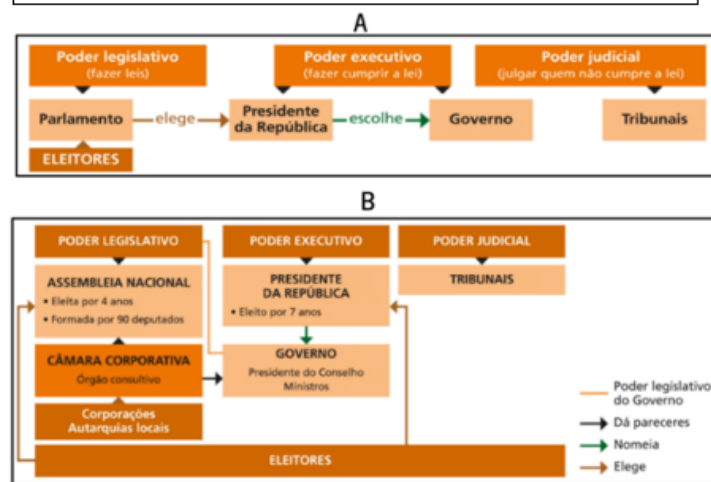 A
Poder legislativo
(fazer leis)
Poder executivo
(fazer cumprir a lei)
Poder judicial
(julgar quem não cumpre a lei)
Parlamento
elege
Presidente
da República
escolhe
Governo
Tribunais
ELEITORES
B
PODER LEGISLATIVO
PODER EXECUTIVO
PODER JUDICIAL
ASSEMBLEIA NACIONAL
• Eleita por 4 anos
• Formada por 90 deputados
PRESIDENTE
DA REPÚBLICA
• Eleito por 7 anos
TRIBUNAIS
CÂMARA CORPORATIVA
Órgão consultivo
GOVERNO
Presidente do Conselho
Ministros
Corporações
Autarquias locais
ELEITORES
Poder legislativo
do Governo
Dá pareceres
Nomeia
Elege